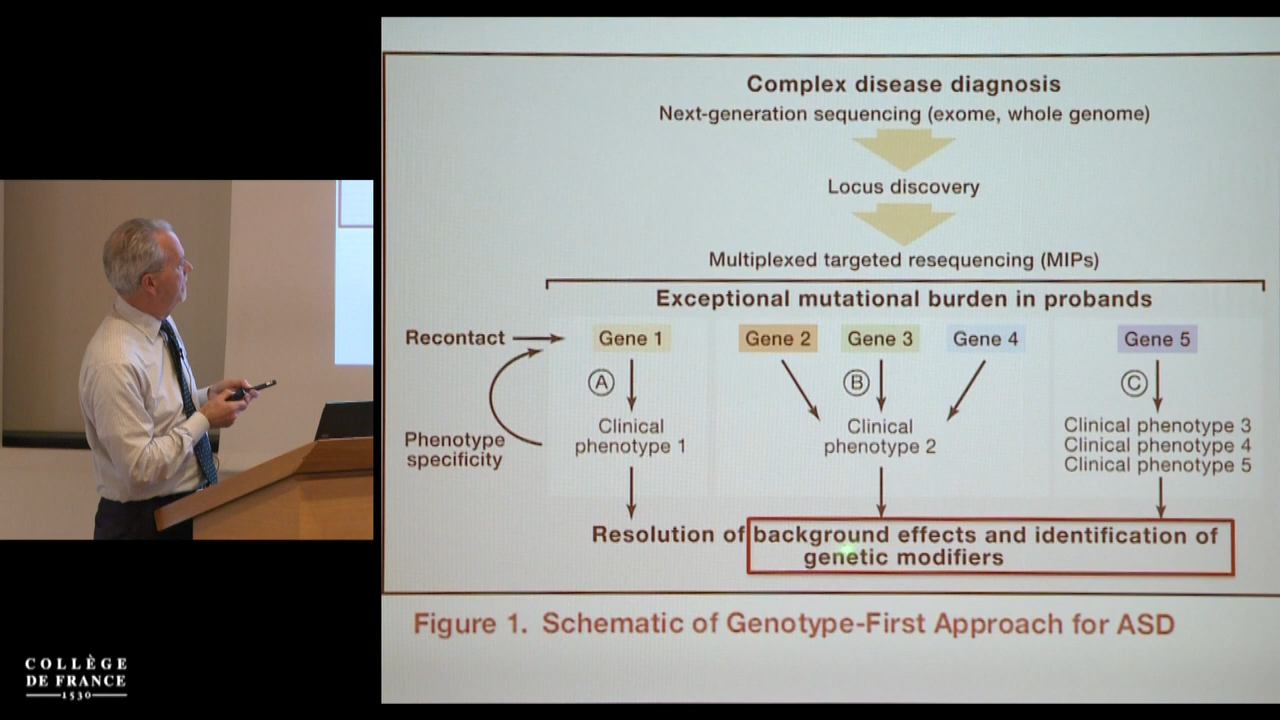 Complex disease diagnosis
Next-generation sequencing (exome, whole genome)
Locus discovery
Multiplexed targeted resequencing (MIPs)
Exceptional mutational burden in probands
Recontact
Gene 1
Gene 2
Gene 3
Gene 4
Gene 5
A
B
C
Phenotype
specificity
Clinical
phenotype 1
Clinical
phenotype 2
Clinical phenotype 3
Clinical phenotype 4
Clinical phenotype 5
Resolution of background effects and identification of
genetic modifiers
Figure 1. Schematic of Genotype-First Approach for ASD
COLLÈGE
DE FRANCE
1530